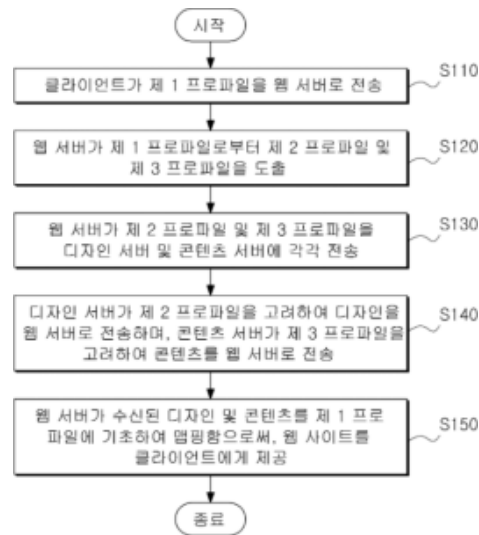 시작
클라이언트가 제 1 프로파일을 웹 서버로 전송
S110
웹 서버가 제 1 프로파일로부터 제 2 프로파일 및
제 3 프로파일을 도출
S120
웹 서버가 제 2 프로파일 및 제 3 프로파일을
디자인 서버 및 콘텐츠 서버에 각각 전송
S130
디자인 서버가 제 2 프로파일을 고려하여 디자인을
웹 서버로 전송하며, 콘텐츠 서버가 제 3 프로파일을
고려하여 콘텐츠를 웹 서버로 전송
S140
웹 서버가 수신된 디자인 및 콘텐츠를 제 1 프로
파일에 기초하여 맵핑함으로써, 웹 사이트를
클라이언트에게 제공
S150
종료